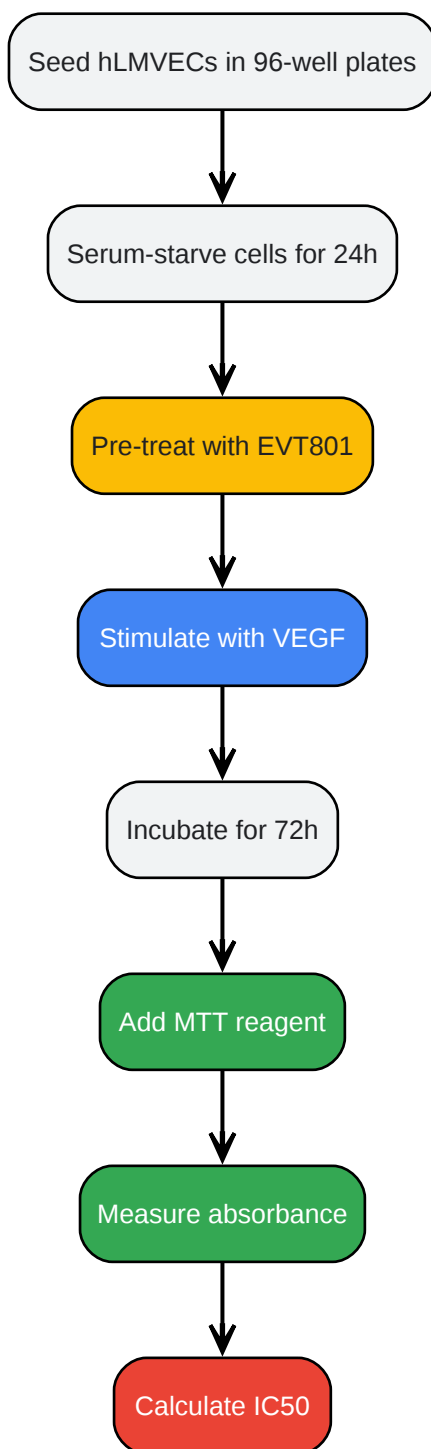 Seed hLMVECs in 96-well plates
Serum-starve cells for 24h
Pre-treat with EVT801
Stimulate with VEGF
Incubate for 72h
Add MTT reagent
Measure absorbance
Calculate IC50